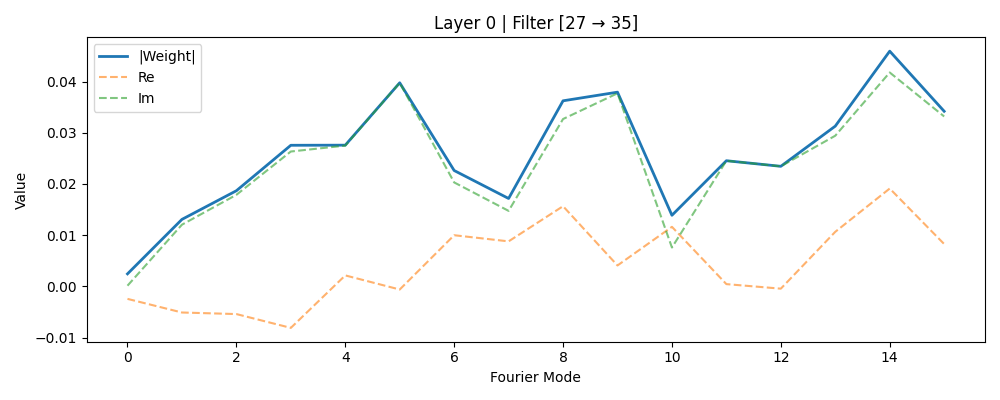 Layer 0 | Filter [27 → 35]
|Weight|
Re
Im
Value
0.04
0.03
0.02
0.01
0.00
−0.01
0 2 4 6 8 10 12 14
Fourier Mode